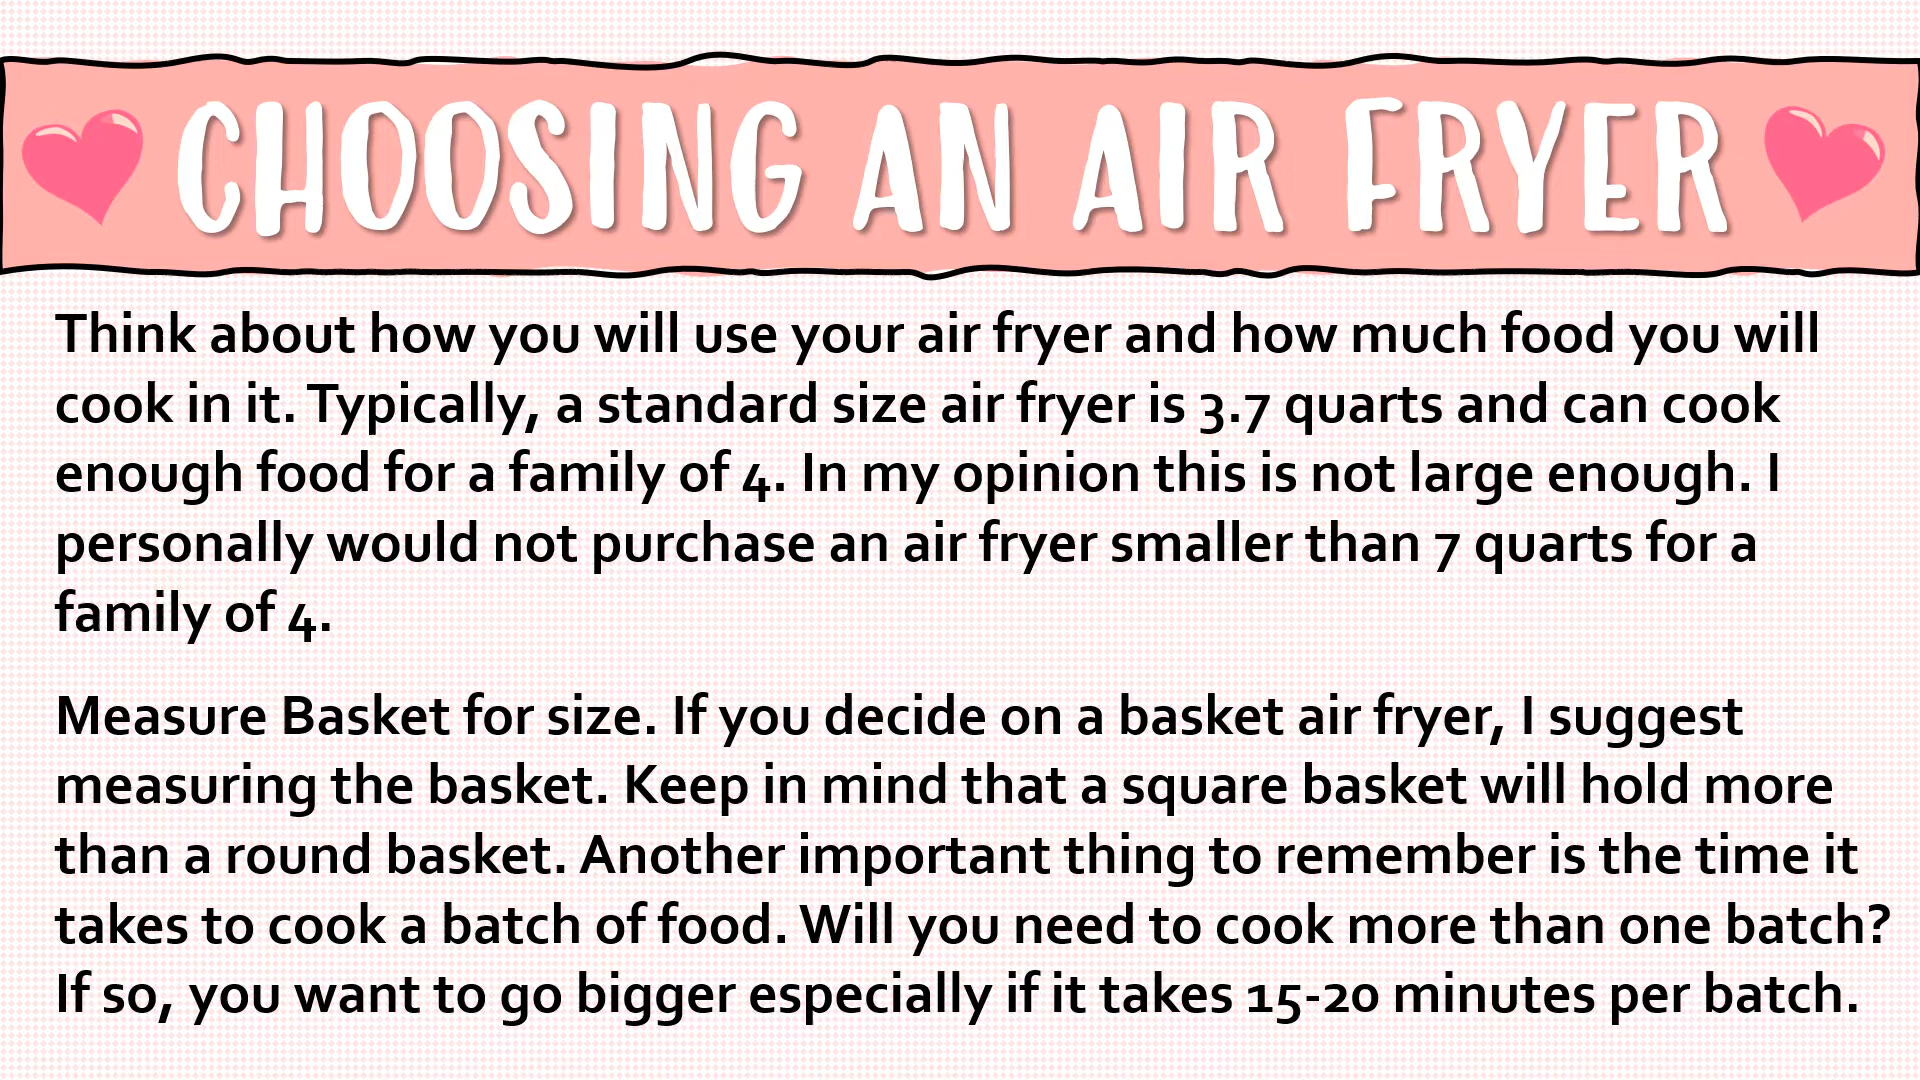 CHOOSING AN AIR FRYER
Think about how you will use your air fryer and how much food you will
cook in it. Typically, a standard size air fryer is 3.7 quarts and can cook
enough food for a family of 4. In my opinion this is not large enough. I
personally would not purchase an air fryer smaller than 7 quarts for a
family of 4.
Measure Basket for size. If you decide on a basket air fryer, I suggest
measuring the basket. Keep in mind that a square basket will hold more
than a round basket. Another important thing to remember is the time it
takes to cook a batch of food. Will you need to cook more than one batch?
If so, you want to go bigger especially if it takes 15-20 minutes per batch.